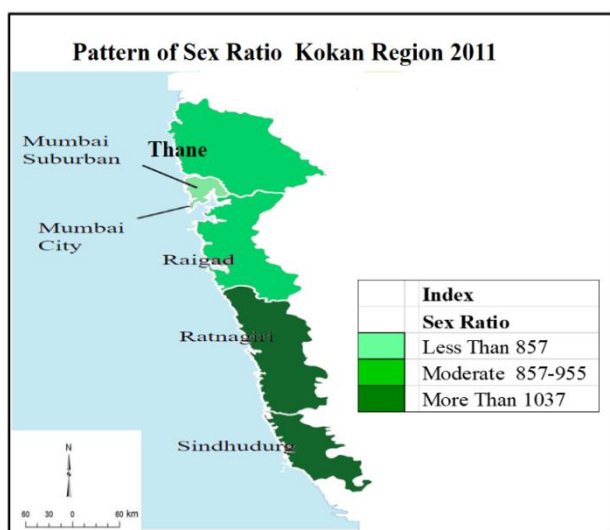 Pattern of Sex Ratio Kokan Region 2011
Mumbai
Suburban
Thane
Mumbai
City
Raigad
Ratnagiri
Sindhudurg
Index
Sex Ratio
Less Than 857
Moderate 857-955
More Than 1037
N
60 30 0 60 km